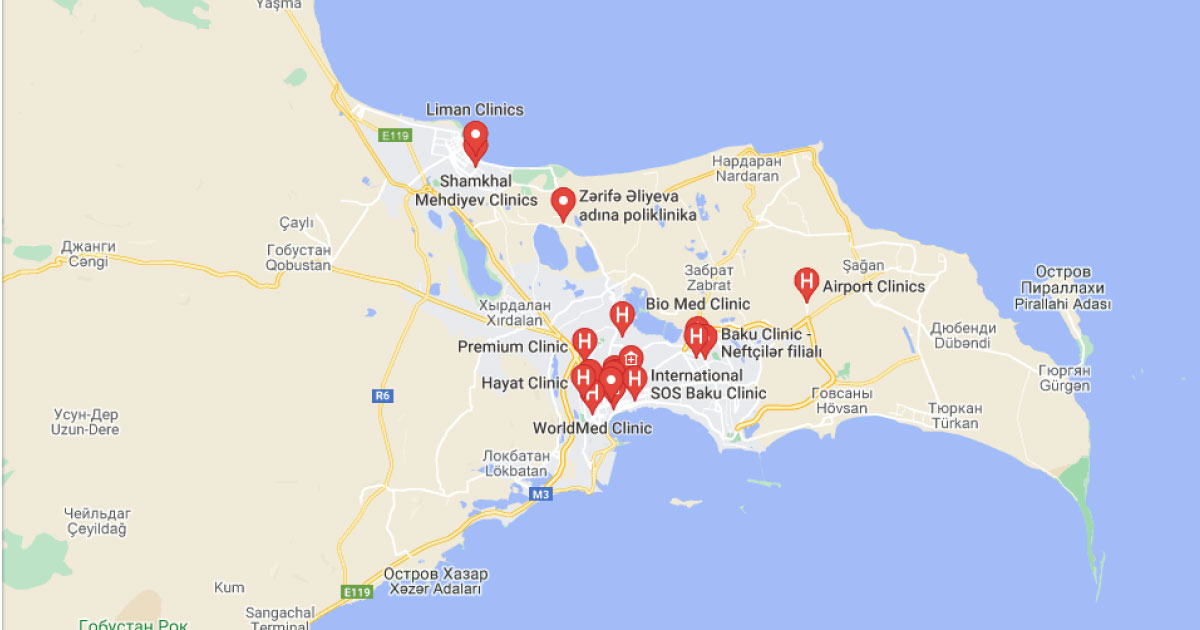 Yaşma
Liman Clinics
E119
Нардаран
Nardaran
Shamkhal
Mehdiyev Clinics
Zərifə Əliyeva
adına poliklinika
Çaylı
Джанги
Cəngi
Гобустан
Qobustan
Забрат
Zabrat
Şağan
Остров
Пираллахи
Pirallahi Adası
H
Airport Clinics
Хырдалан
Xırdalan
Bio Med Clinic
H
H
Baku Clinic -
Neftçilər filialı
Дюбенди
Dübəndi
Premium Clinic
H
Hayat Clinic
H
H
H
International
SOS Baku Clinic
Гюргян
Gürgən
R6
Говсаны
Hövsan
Усун-Дер
Uzun-Dere
Тюркан
Türkan
WorldMed Clinic
Локбатан
Lökbatan
M3
Чейльдаг
Çeyildağ
Остров Хазар
Xəzər Adaları
Kum
E119
Sangachal
Terminal
Гобустан Рок